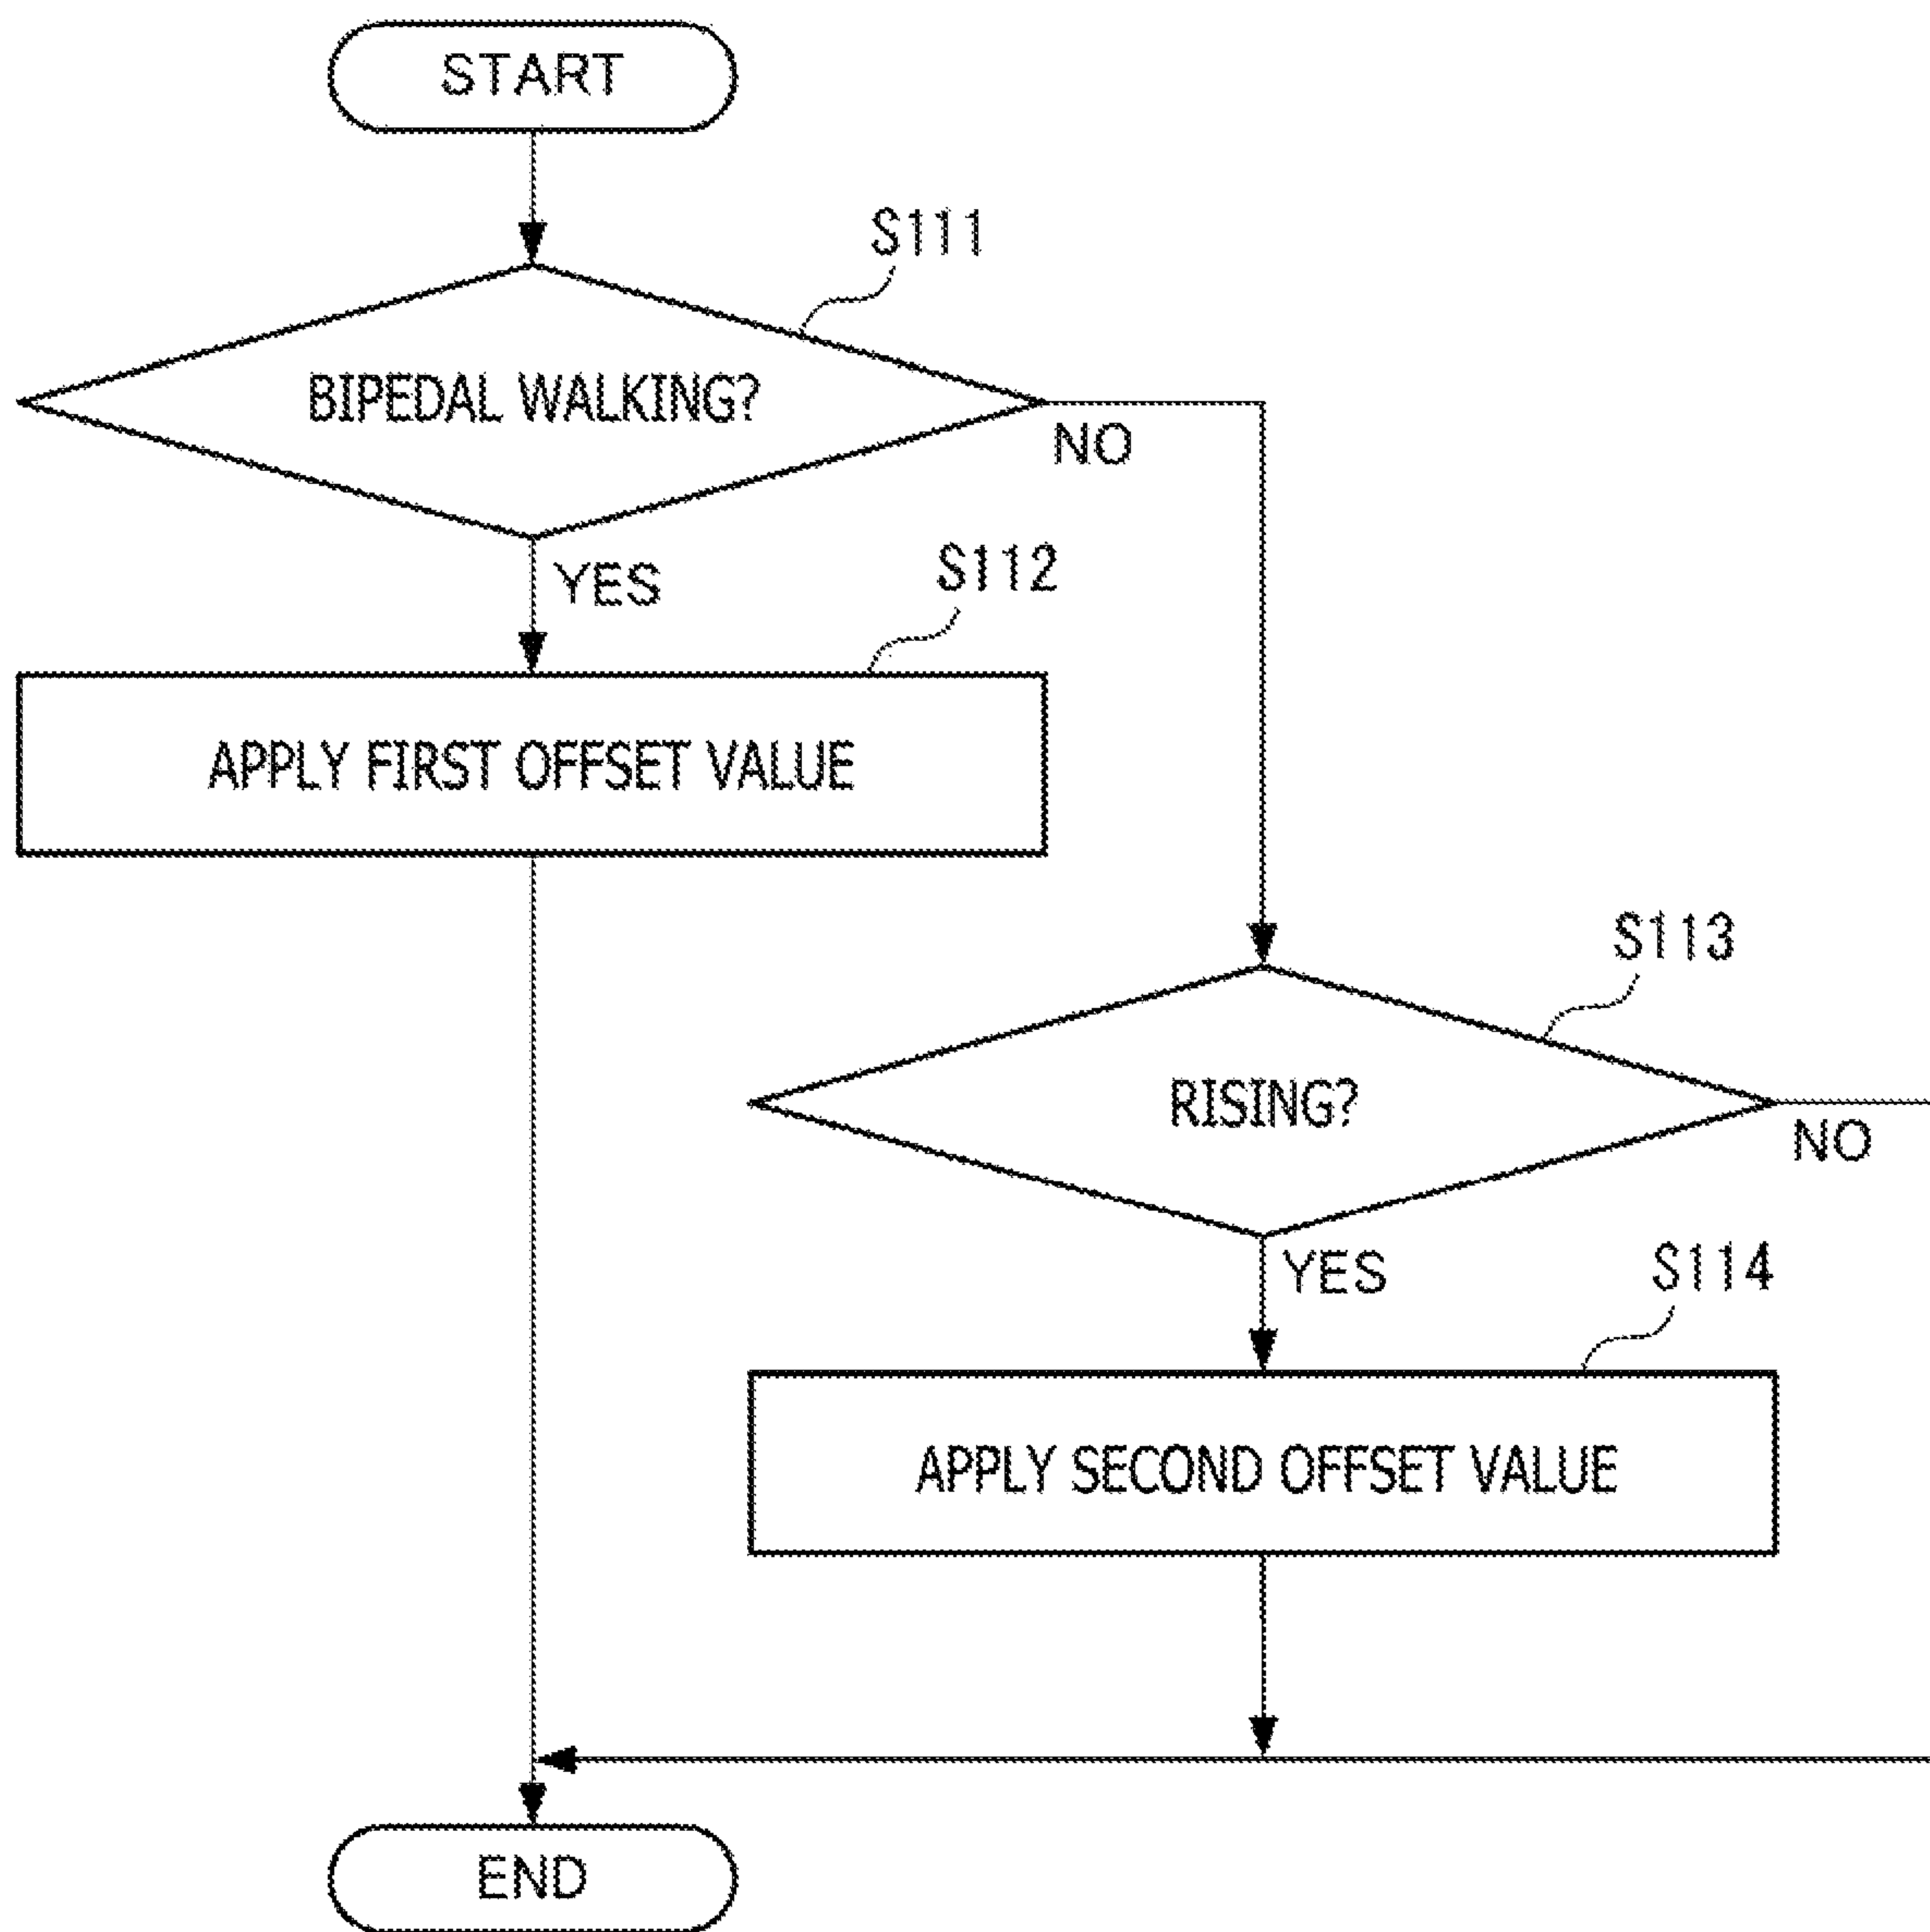 START
S111
BIPEDAL WALKING?
NO
YES
S112
APPLY FIRST OFFSET VALUE
S113
RISING?
NO
YES
S114
APPLY SECOND OFFSET VALUE
END